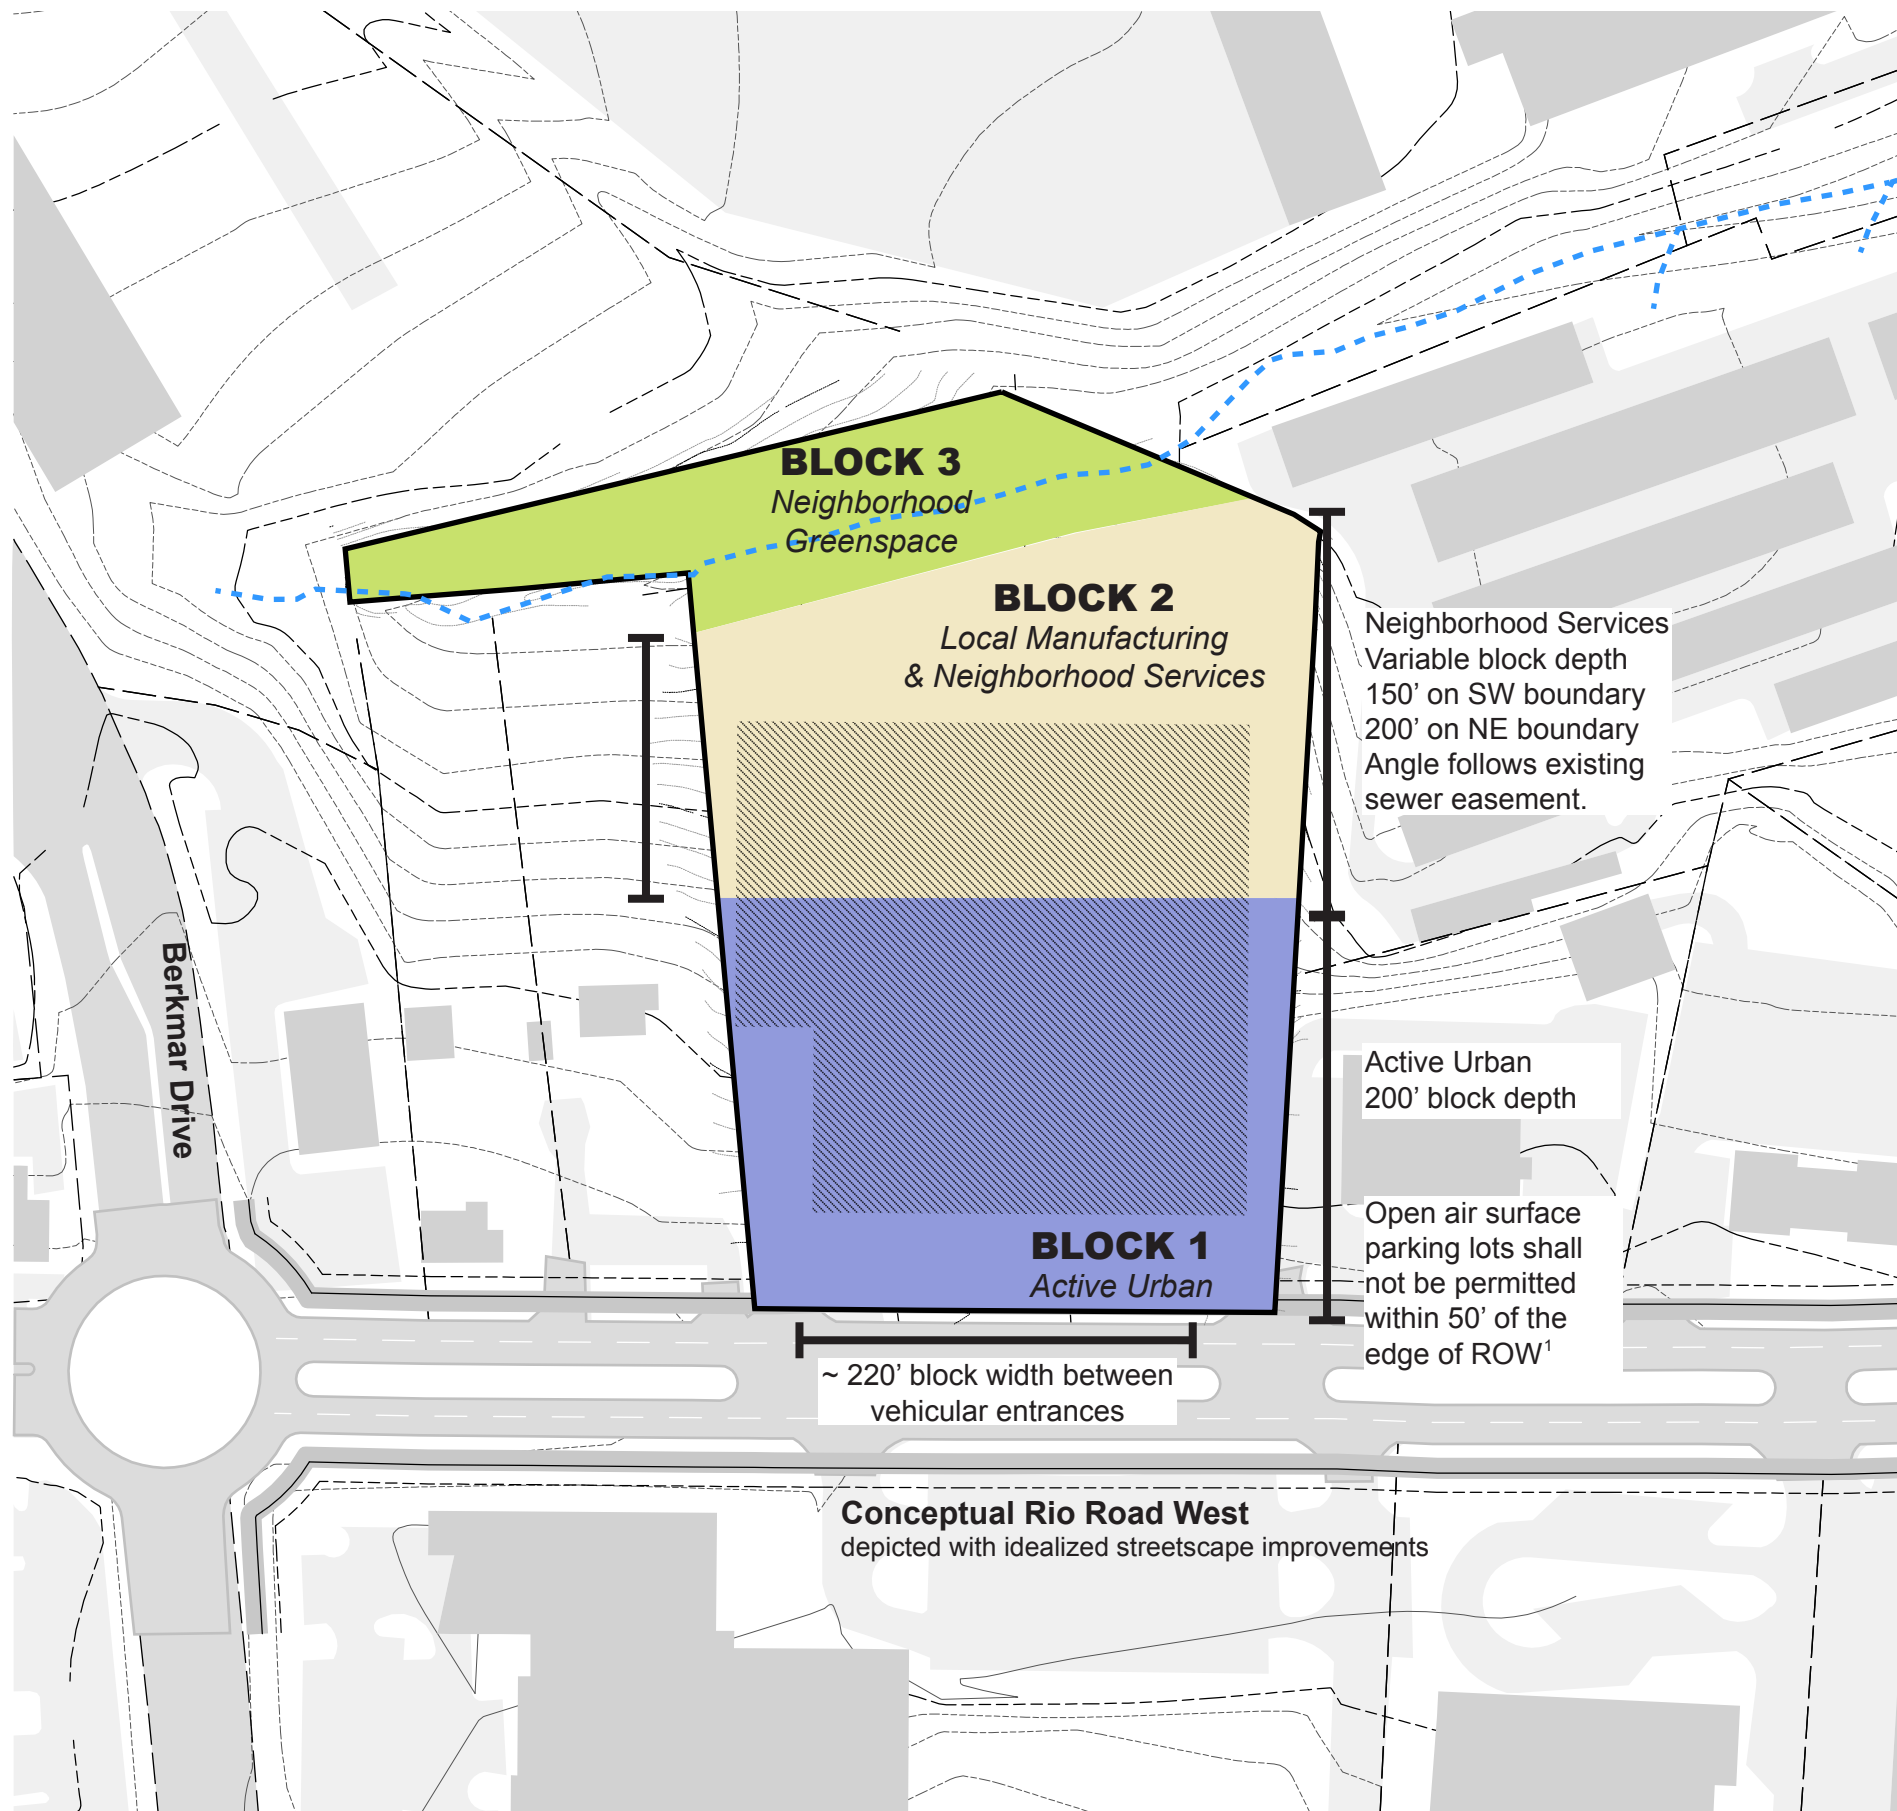 BLOCK 3
Neighborhood
Greenspace
BLOCK 2
Local Manufacturing
& Neighborhood Services
Neighborhood Services
Variable block depth
150’ on SW boundary
200’ on NE boundary
Angle follows existing
sewer easement.
Berkmar Drive
Active Urban
200’ block depth
Open air surface
parking lots shall
not be permitted
within 50’ of the
edge of ROW¹
BLOCK 1
Active Urban
~ 220’ block width between
vehicular entrances
Conceptual Rio Road West
depicted with idealized streetscape improvements